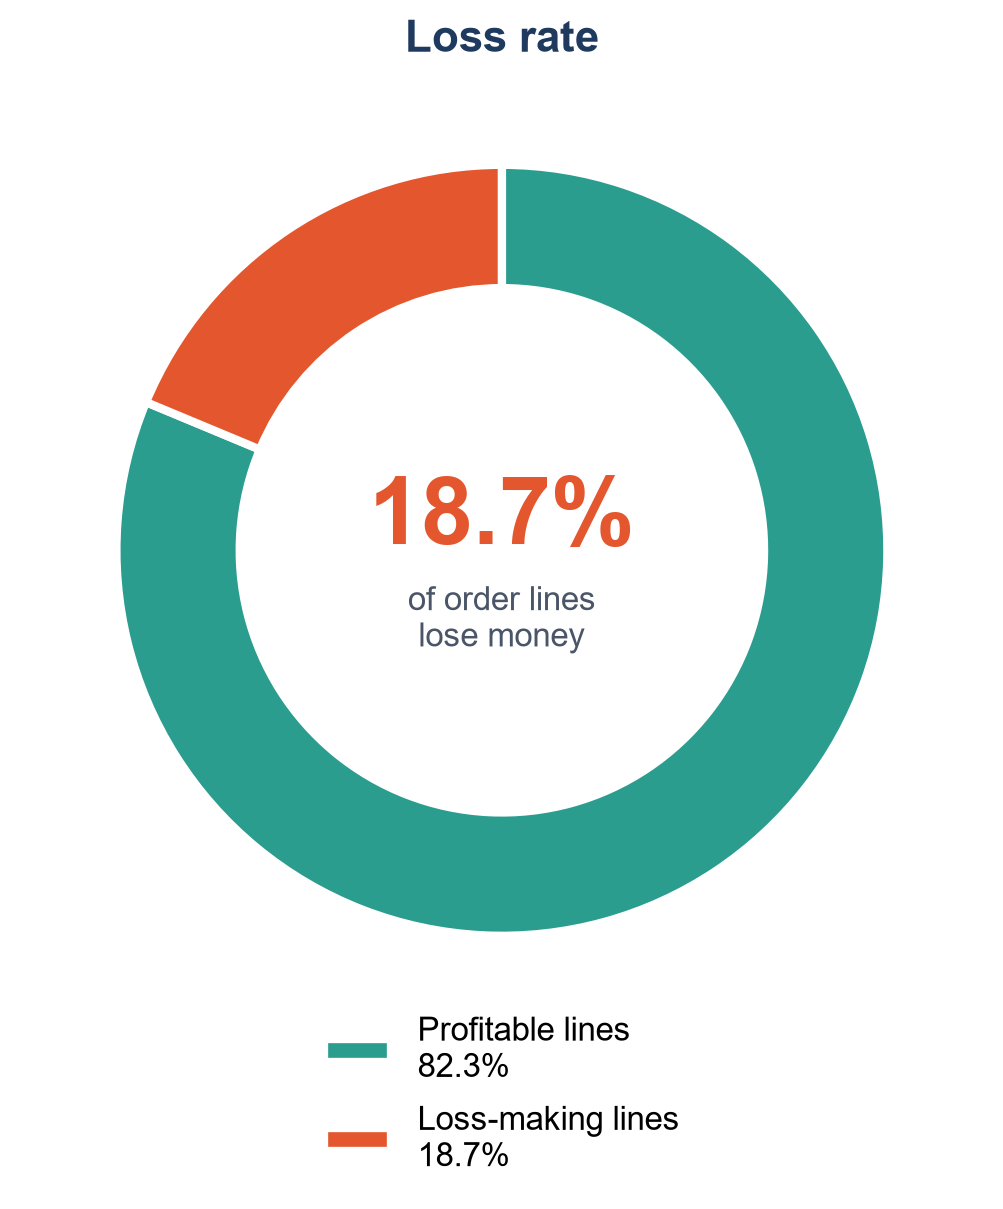 Loss rate
18.7%
of order lines
lose money
Profitable lines
82.3%
Loss-making lines
18.7%